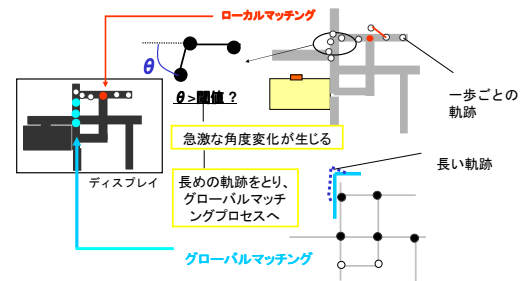 ローカルマッチング
θ
θ>閾値?
一歩ごとの
軌跡
急激な角度変化が生じる
長い軌跡
ディスプレイ
長めの軌跡をとり、
グローバルマッチ
ングプロセスへ
グローバルマッチング